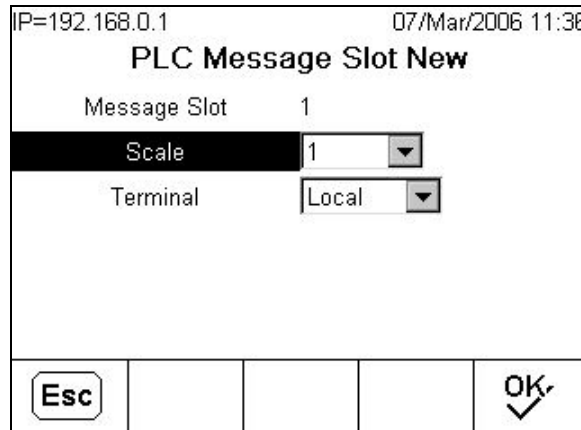 IP=192.168.0.1 07/Mar/2006 11:36
PLC Message Slot New
Message Slot 1
Scale 1
Terminal Local
Esc OK